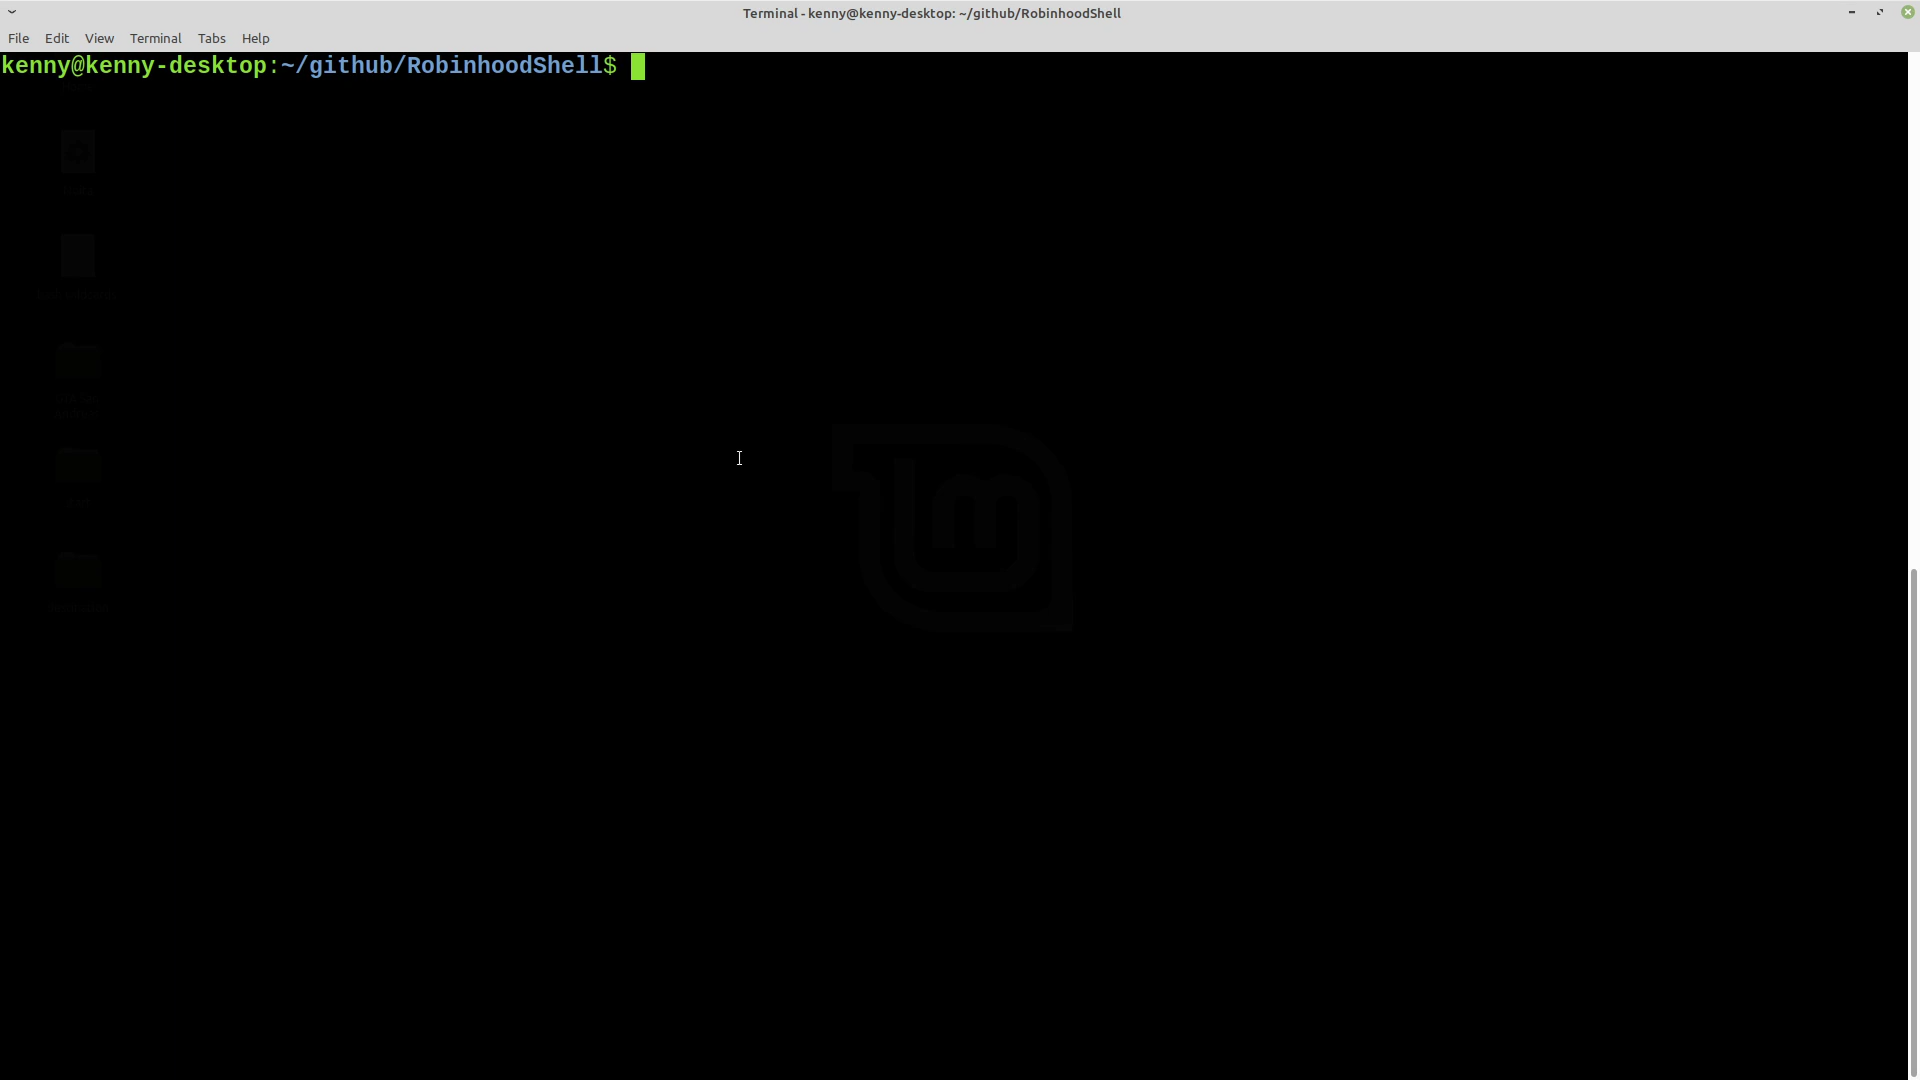 Terminal - kenny@kenny-desktop: ~/github/RobinhoodShell
File Edit View Terminal Tabs Help
kenny@kenny-desktop:~/github/RobinhoodShell$